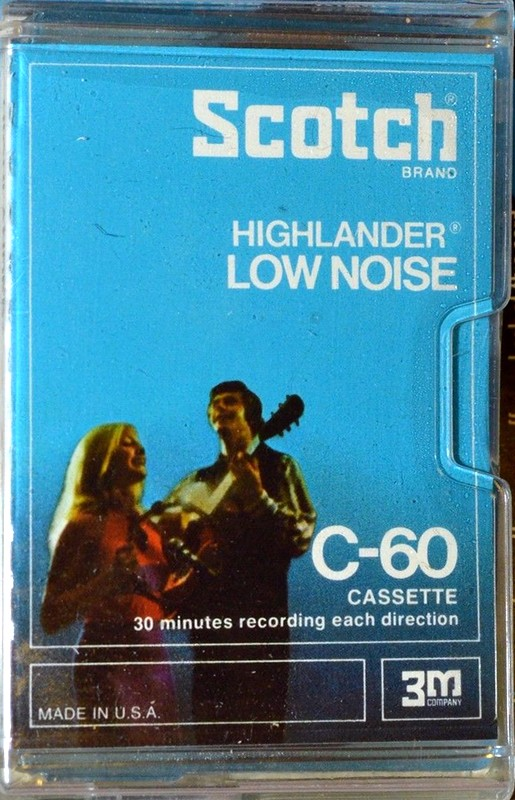 Scotch®
BRAND
HIGHLANDER®
LOW NOISE
C-60
CASSETTE
30 minutes recording each direction
MADE IN U.S.A.
3M
COMPANY